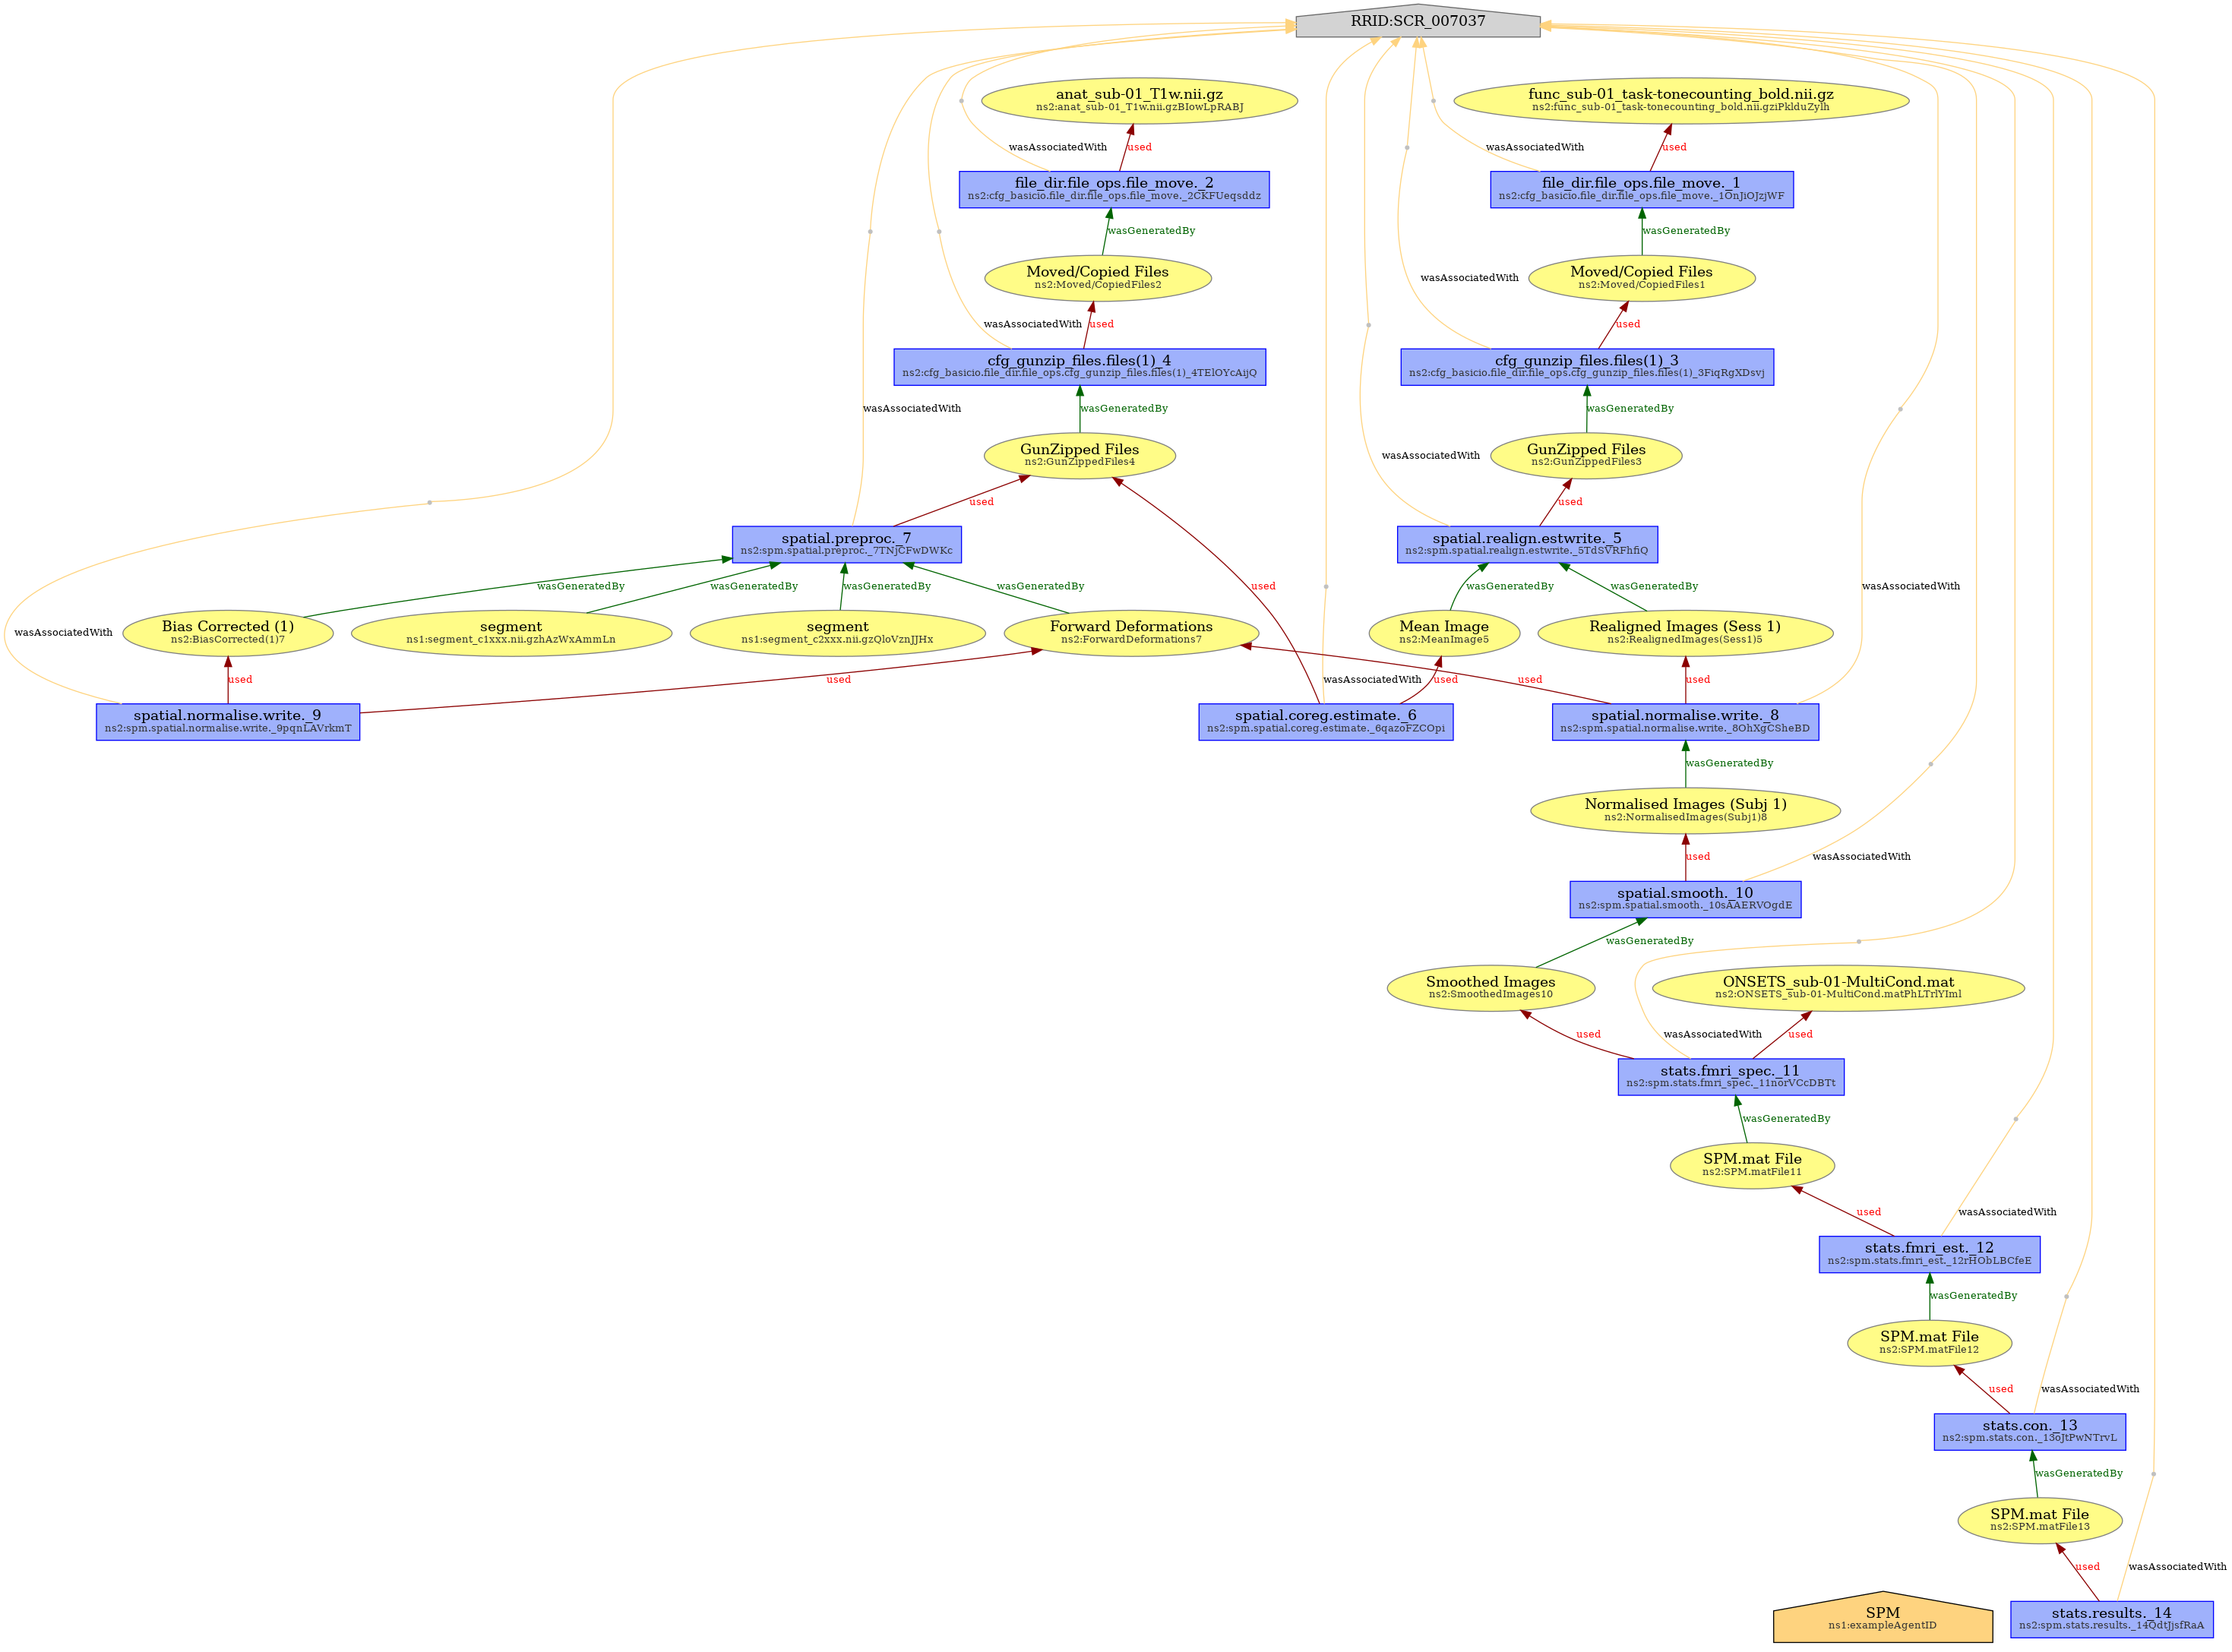 RRID:SCR_007037
anat_sub-01_T1w.nii.gz
ns2:anat_sub-01_T1w.nii.gzBIowLpRABJ
func_sub-01_task-tonecounting_bold.nii.gz
ns2:func_sub-01_task-tonecounting_bold.nii.gziPklduZylh
wasAssociatedWith
used
wasAssociatedWith
used
file_dir.file_ops.file_move._2
ns2:cfg_basicio.file_dir.file_ops.file_move._2CKFUeqsddz
file_dir.file_ops.file_move._1
ns2:cfg_basicio.file_dir.file_ops.file_move._1OnJiOJzjWF
wasGeneratedBy
wasGeneratedBy
Moved/Copied Files
ns2:Moved/CopiedFiles2
wasAssociatedWith
Moved/Copied Files
ns2:Moved/CopiedFiles1
wasAssociatedWith
used
used
cfg_gunzip_files.files(1)_4
ns2:cfg_basicio.file_dir.file_ops.cfg_gunzip_files.files(1)_4TElOYcAijQ
cfg_gunzip_files.files(1)_3
ns2:cfg_basicio.file_dir.file_ops.cfg_gunzip_files.files(1)_3FiqRgXDsvj
wasAssociatedWith
wasGeneratedBy
wasGeneratedBy
GunZipped Files
ns2:GunZippedFiles4
wasAssociatedWith
GunZipped Files
ns2:GunZippedFiles3
used
used
spatial.preproc._7
ns2:spm.spatial.preproc._7TNjCFwDWKc
spatial.realign.estwrite._5
ns2:spm.spatial.realign.estwrite._5TdSVRFhfiQ
wasGeneratedBy
wasGeneratedBy
wasGeneratedBy
wasGeneratedBy
used
wasGeneratedBy
wasGeneratedBy
wasAssociatedWith
wasAssociatedWith
Bias Corrected (1)
ns2:BiasCorrected(1)7
segment
ns1:segment_c1xxx.nii.gzhAzWxAmmLn
segment
ns1:segment_c2xxx.nii.gzQloVznJJHx
Forward Deformations
ns2:ForwardDeformations7
Mean Image
ns2:MeanImage5
Realigned Images (Sess 1)
ns2:RealignedImages(Sess1)5
used
used
wasAssociatedWith
used
used
used
spatial.normalise.write._9
ns2:spm.spatial.normalise.write._9pqnLAVrkmT
spatial.coreg.estimate._6
ns2:spm.spatial.coreg.estimate._6qazoFZCOpi
spatial.normalise.write._8
ns2:spm.spatial.normalise.write._8OhXgCSheBD
wasGeneratedBy
Normalised Images (Subj 1)
ns2:NormalisedImages(Subj1)8
used
wasAssociatedWith
spatial.smooth._10
ns2:spm.spatial.smooth._10sAAERVOgdE
wasGeneratedBy
Smoothed Images
ns2:SmoothedImages10
ONSETS_sub-01-MultiCond.mat
ns2:ONSETS_sub-01-MultiCond.matPhLTrlYIml
used
wasAssociatedWith
used
stats.fmri_spec._11
ns2:spm.stats.fmri_spec._11norVCcDBTt
wasGeneratedBy
SPM.mat File
ns2:SPM.matFile11
used
wasAssociatedWith
stats.fmri_est._12
ns2:spm.stats.fmri_est._12rHObLBCfeE
wasGeneratedBy
SPM.mat File
ns2:SPM.matFile12
used
wasAssociatedWith
stats.con._13
ns2:spm.stats.con._13oJtPwNTrvL
wasGeneratedBy
SPM.mat File
ns2:SPM.matFile13
used
wasAssociatedWith
SPM
ns1:exampleAgentID
stats.results._14
ns2:spm.stats.results._14QdtJjsfRaA